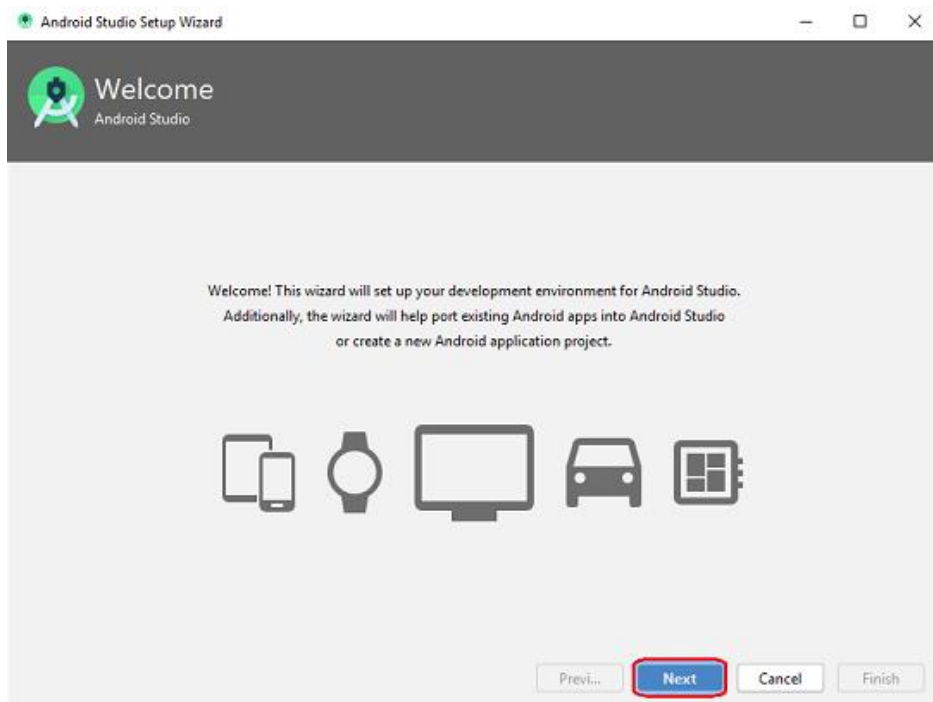 Android Studio Setup Wizard
Welcome
Android Studio
Welcome! This wizard will set up your development environment for Android Studio.
Additionally, the wizard will help port existing Android apps into Android Studio
or create a new Android application project.
Previ... Next Cancel Finish